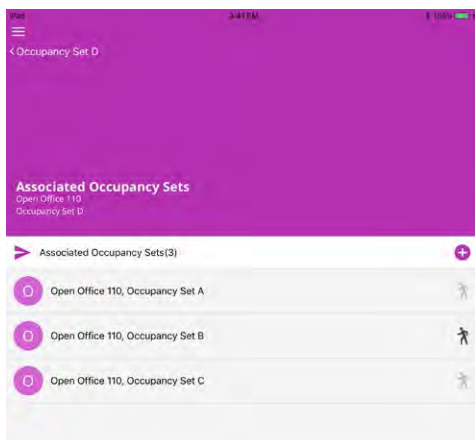 iPad
3:41 PM
100%
Occupancy Set D
Associated Occupancy Sets
Open Office 110
Occupancy Set D
Associated Occupancy Sets(3)
O Open Office 110, Occupancy Set A
O Open Office 110, Occupancy Set B
O Open Office 110, Occupancy Set C